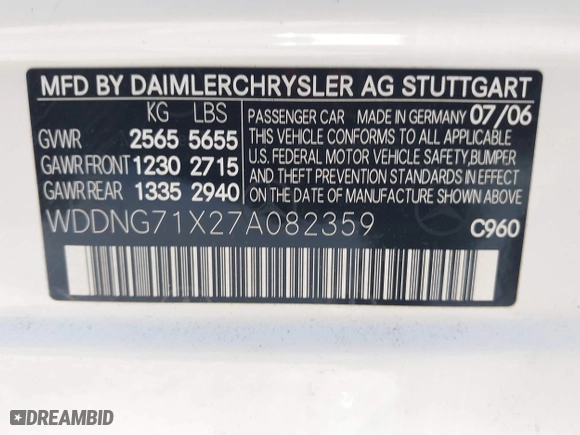 MFD BY DAIMLERCHRYSLER AG STUTTGART
KG LBS
GVWR 2565 5655
GAWR FRONT 1230 2715
GAWR REAR 1335 2940
PASSENGER CAR MADE IN GERMANY 07/06
THIS VEHICLE CONFORMS TO ALL APPLICABLE
U.S. FEDERAL MOTOR VEHICLE SAFETY, BUMPER
AND THEFT PREVENTION STANDARDS IN EFFECT
ON THE DATE OF MANUFACTURE SHOWN ABOVE
WDDNG71X27A082359
C960
DREAMBID